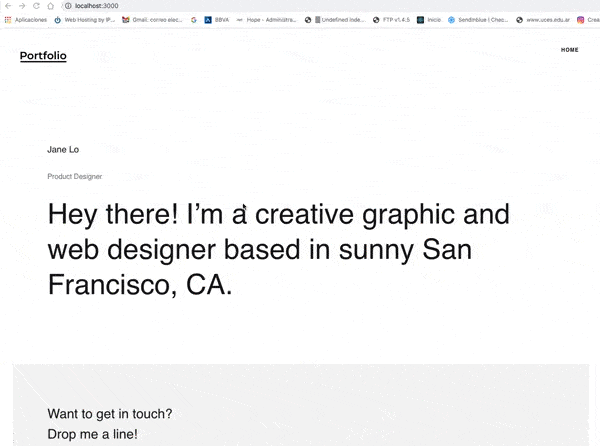 localhost:3000
Aplicaciones Web Hosting by IP... Gmail, correo elec... BBVA Hope - Administra... Undefined Inde... FTP v1.4.5 Inicio SendinBlue | Chec... www.uces.edu.ar Crea
Portfolio HOME
Jane Lo
Product Designer
Hey there! I'm a creative graphic and
web designer based in sunny San
Francisco, CA.
Want to get in touch?
Drop me a line!